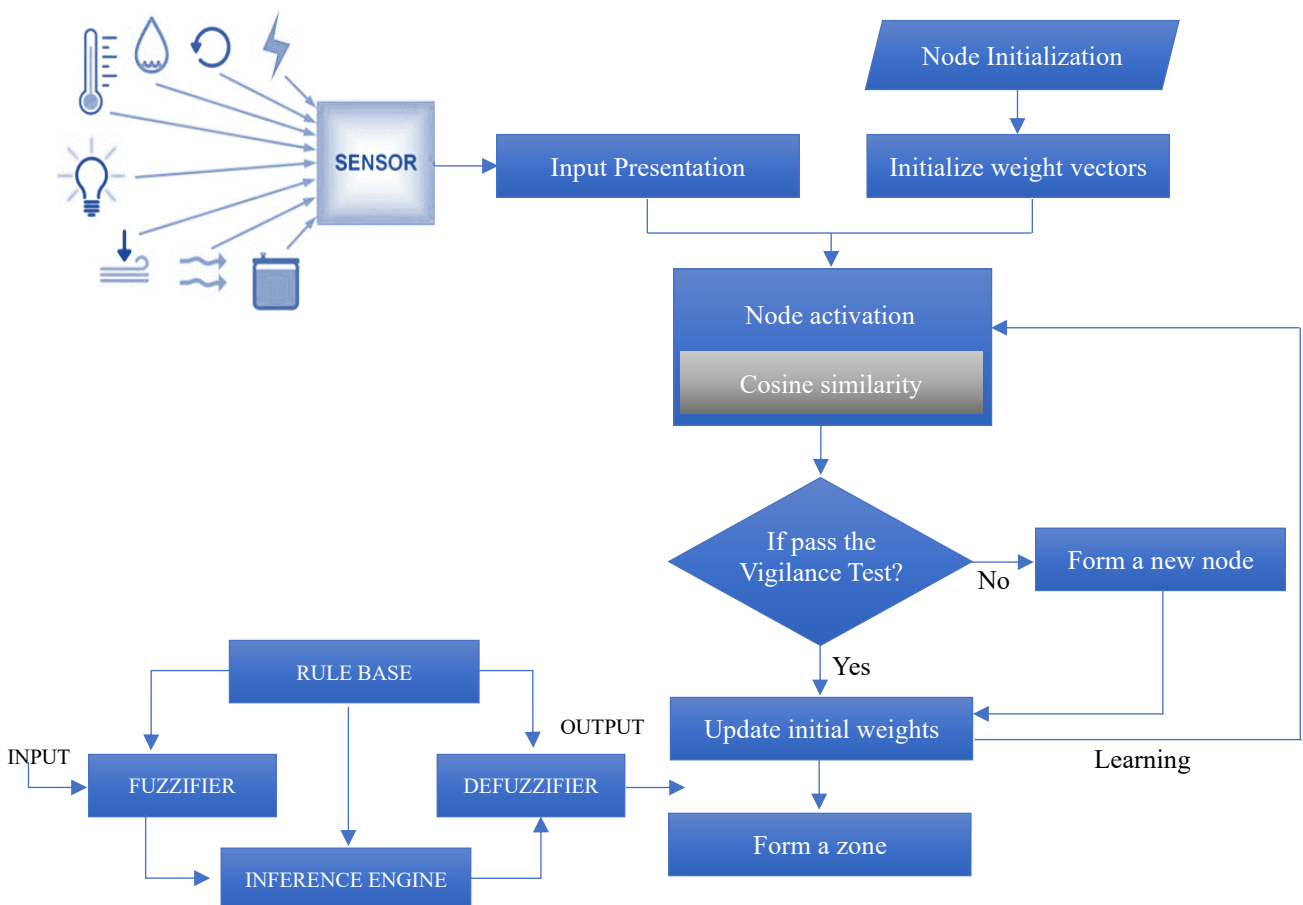 Node Initialization
SENSOR
Input Presentation
Initialize weight vectors
Node activation
Cosine similarity
If pass the
Vigilance Test?
No
Form a new node
Yes
RULE BASE
OUTPUT
Update initial weights
INPUT
Learning
FUZZIFIER
DEFUZZIFIER
Form a zone
INFERENCE ENGINE